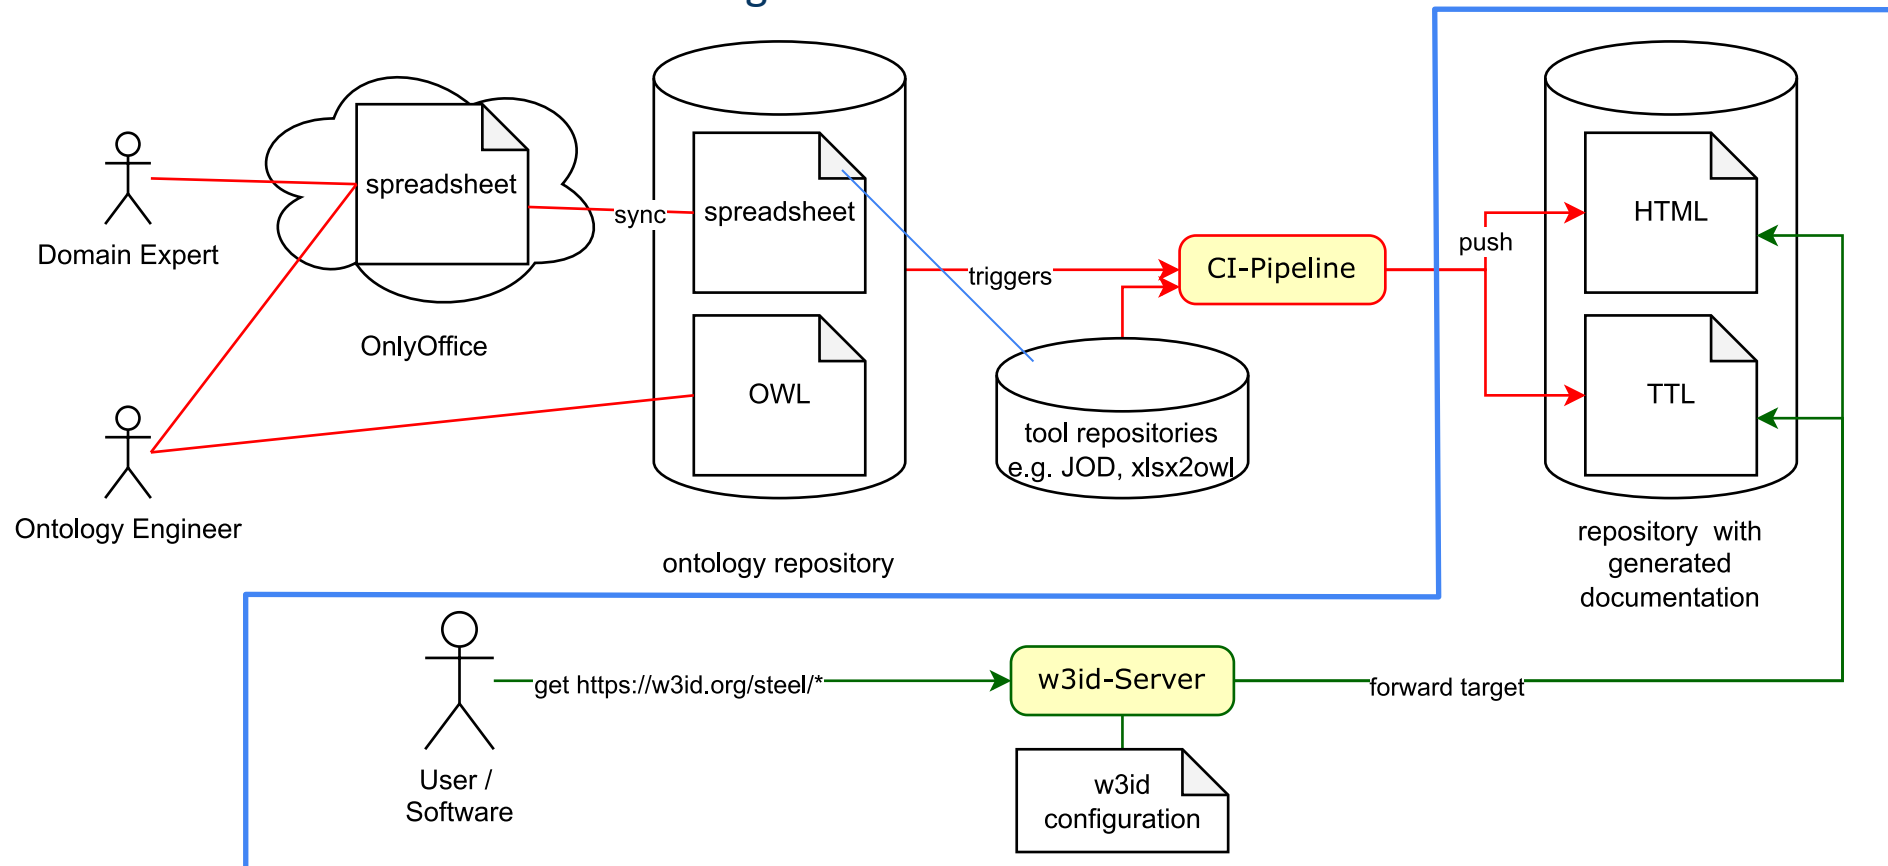 spreadsheet
sync
spreadsheet
HTML
Domain Expert
push
triggers
CI-Pipeline
OnlyOffice
OWL
TTL
tool repositories
e.g. JOD, xlsx2owl
Ontology Engineer
ontology repository
repository with
generated
documentation
get https://w3id.org/steel/*
w3id-Server
forward target
User /
Software
w3id
configuration